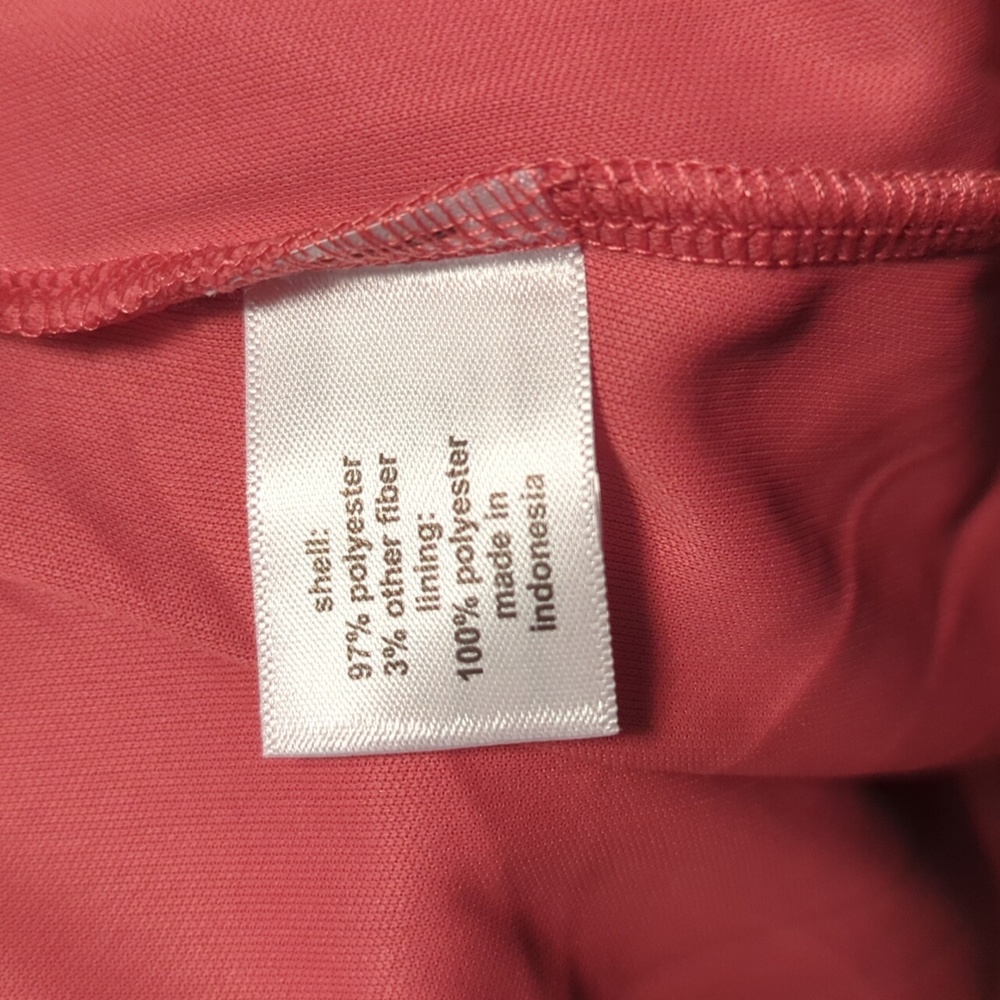 shell:
97% polyester
3% other fiber
lining:
100% polyester
made in
indonesia